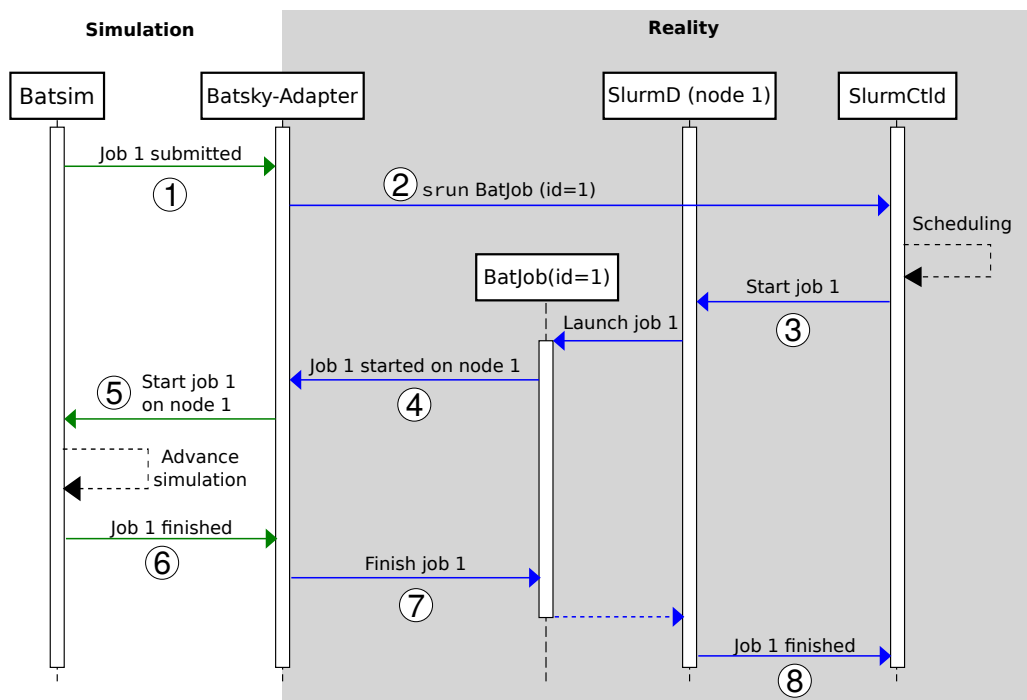 Simulation
Reality
Batsim
Batsky-Adapter
SlurmD (node 1)
SlurmCtld
Job 1 submitted
①
② srun BatJob (id=1)
Scheduling
BatJob(id=1)
Start job 1
③
Launch job 1
Job 1 started on node 1
④
⑤ Start job 1
on node 1
Advance
simulation
Job 1 finished
⑥
Finish job 1
⑦
Job 1 finished
⑧